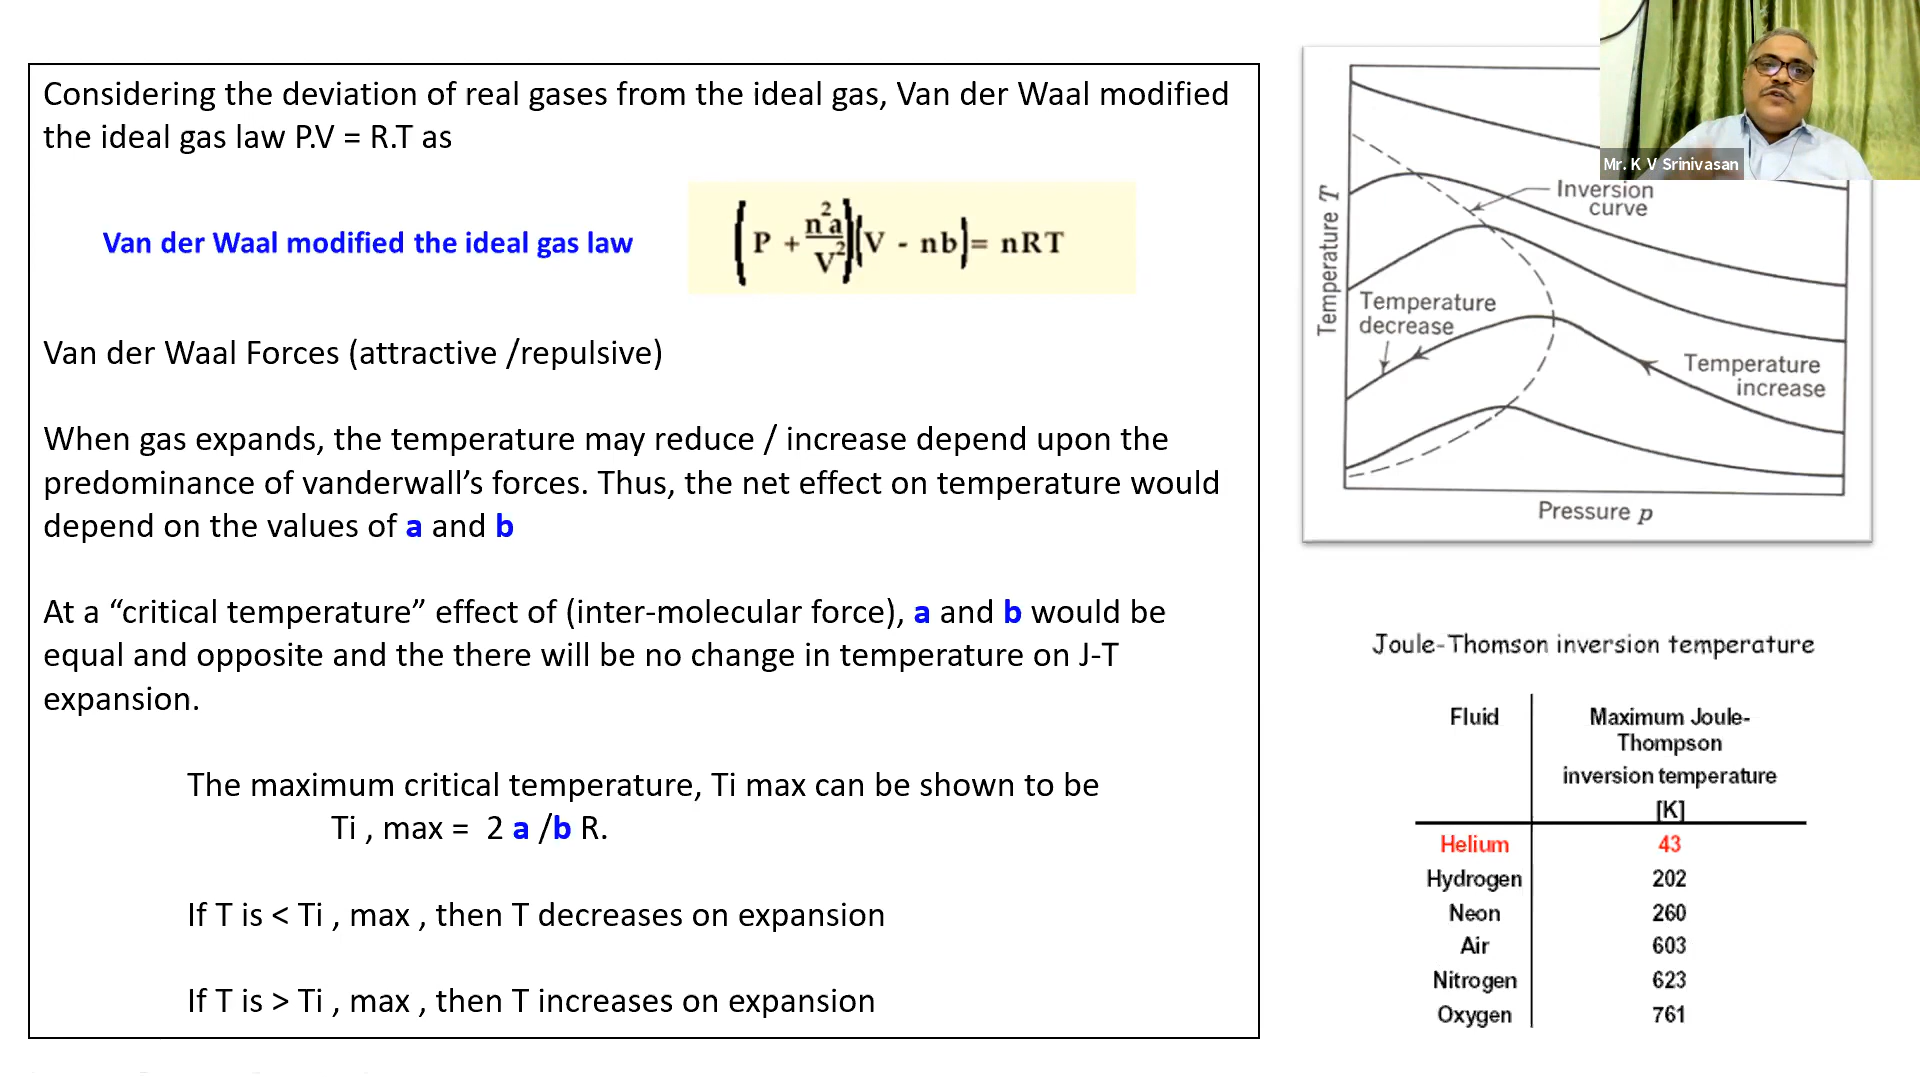 Considering the deviation of real gases from the ideal gas, Van der Waal modified
the ideal gas law P.V = R.T as
Van der Waal modified the ideal gas law
(P + n²a/V²)(V - nb) = nRT
Van der Waal Forces (attractive /repulsive)
When gas expands, the temperature may reduce / increase depend upon the
predominance of vanderwall’s forces. Thus, the net effect on temperature would
depend on the values of a and b
At a “critical temperature” effect of (inter-molecular force), a and b would be
equal and opposite and the there will be no change in temperature on J-T
expansion.
The maximum critical temperature, Ti max can be shown to be
Ti , max =  2 a /b R.
If T is < Ti , max , then T decreases on expansion
If T is > Ti , max , then T increases on expansion
Mr. K V Srinivasan
Inversion
curve
Temperature T
Temperature
decrease
Temperature
increase
Pressure p
Joule-Thomson inversion temperature
Fluid
Maximum Joule-
Thompson
inversion temperature
[K]
Helium 43
Hydrogen 202
Neon 260
Air 603
Nitrogen 623
Oxygen 761